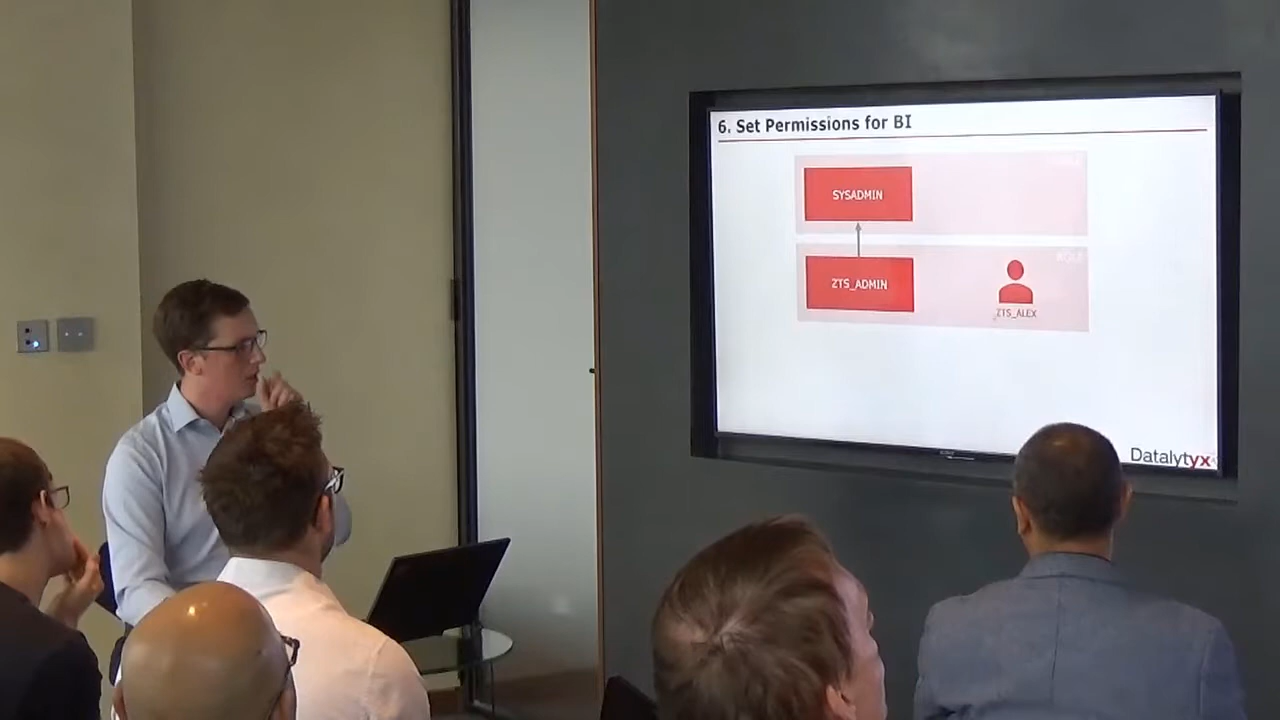 6. Set Permissions for BI
SYSADMIN
ZTS_ADMIN
ZTS_ALEX
Datalytyx